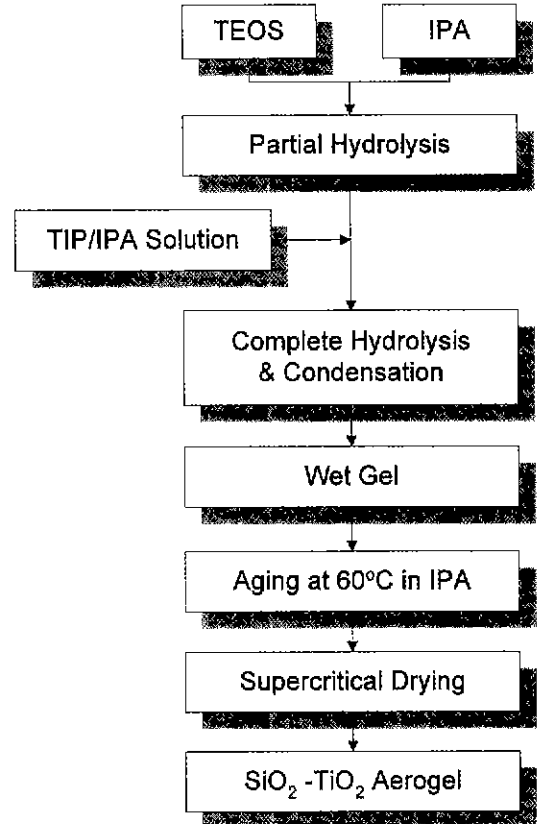 TEOS
IPA
Partial Hydrolysis
TIP/IPA Solution
Complete Hydrolysis
& Condensation
Wet Gel
Aging at 60°C in IPA
Supercritical Drying
SiO₂ -TiO₂ Aerogel